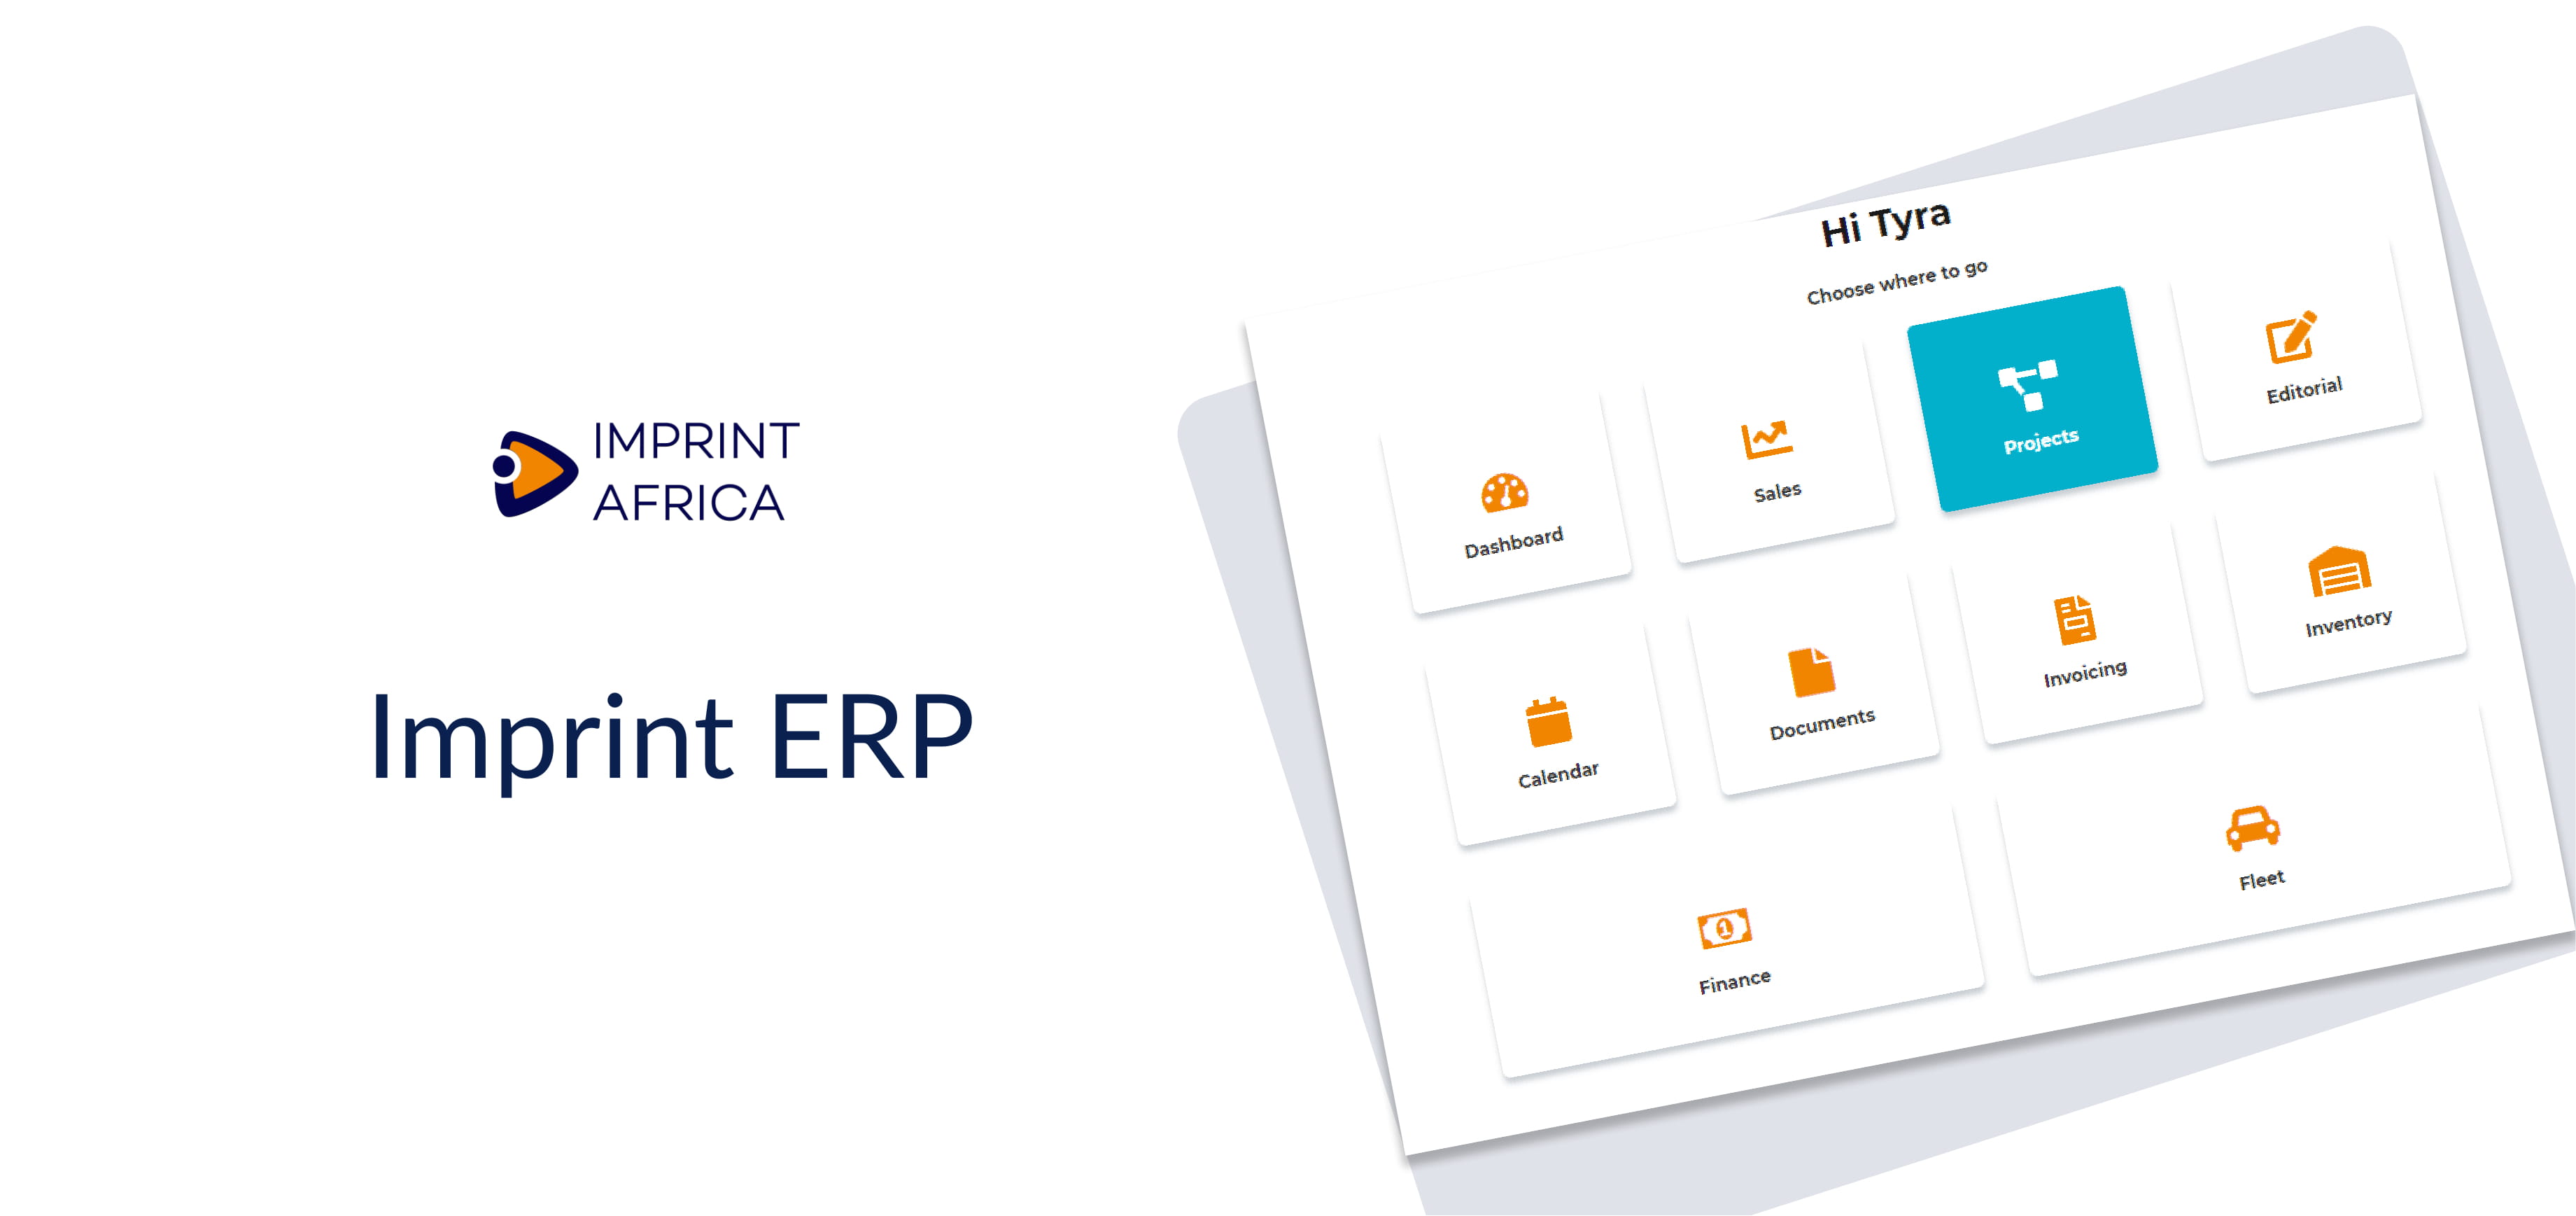 IMPRINT
AFRICA
Imprint ERP
Hi Tyra
Choose where to go
Dashboard
Sales
Projects
Editorial
Calendar
Documents
Invoicing
Inventory
Finance
Fleet